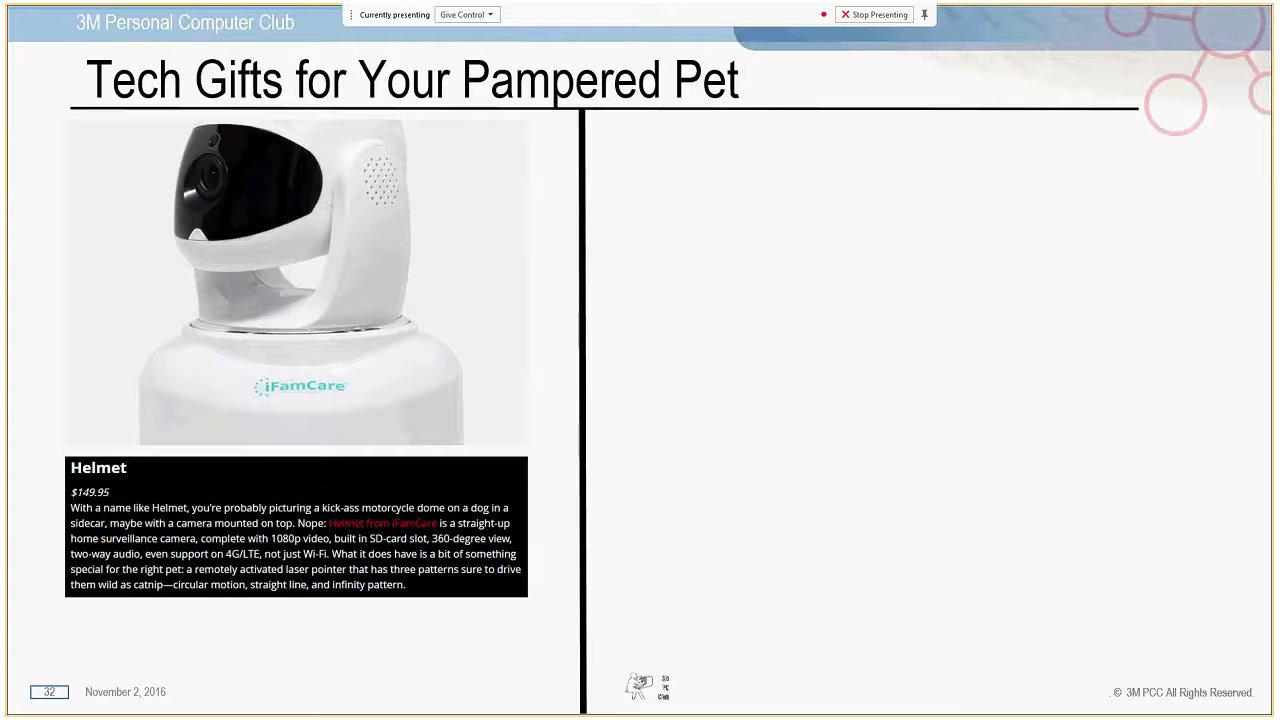 3M Personal Computer Club
Currently presenting
Give Control
Stop Presenting
Tech Gifts for Your Pampered Pet
iFamCare
Helmet
$149.95
With a name like Helmet, you're probably picturing a kick-ass motorcycle dome on a dog in a
sidecar, maybe with a camera mounted on top. Nope: Helmet from iFamCare is a straight-up
home surveillance camera, complete with 1080p video, built in SD-card slot, 360-degree view,
two-way audio, even support on 4G/LTE, not just Wi-Fi. What it does have is a bit of something
special for the right pet: a remotely activated laser pointer that has three patterns sure to drive
them wild as catnip—circular motion, straight line, and infinity pattern.
32
November 2, 2016
3M
PC
Club
. © 3M PCC All Rights Reserved.